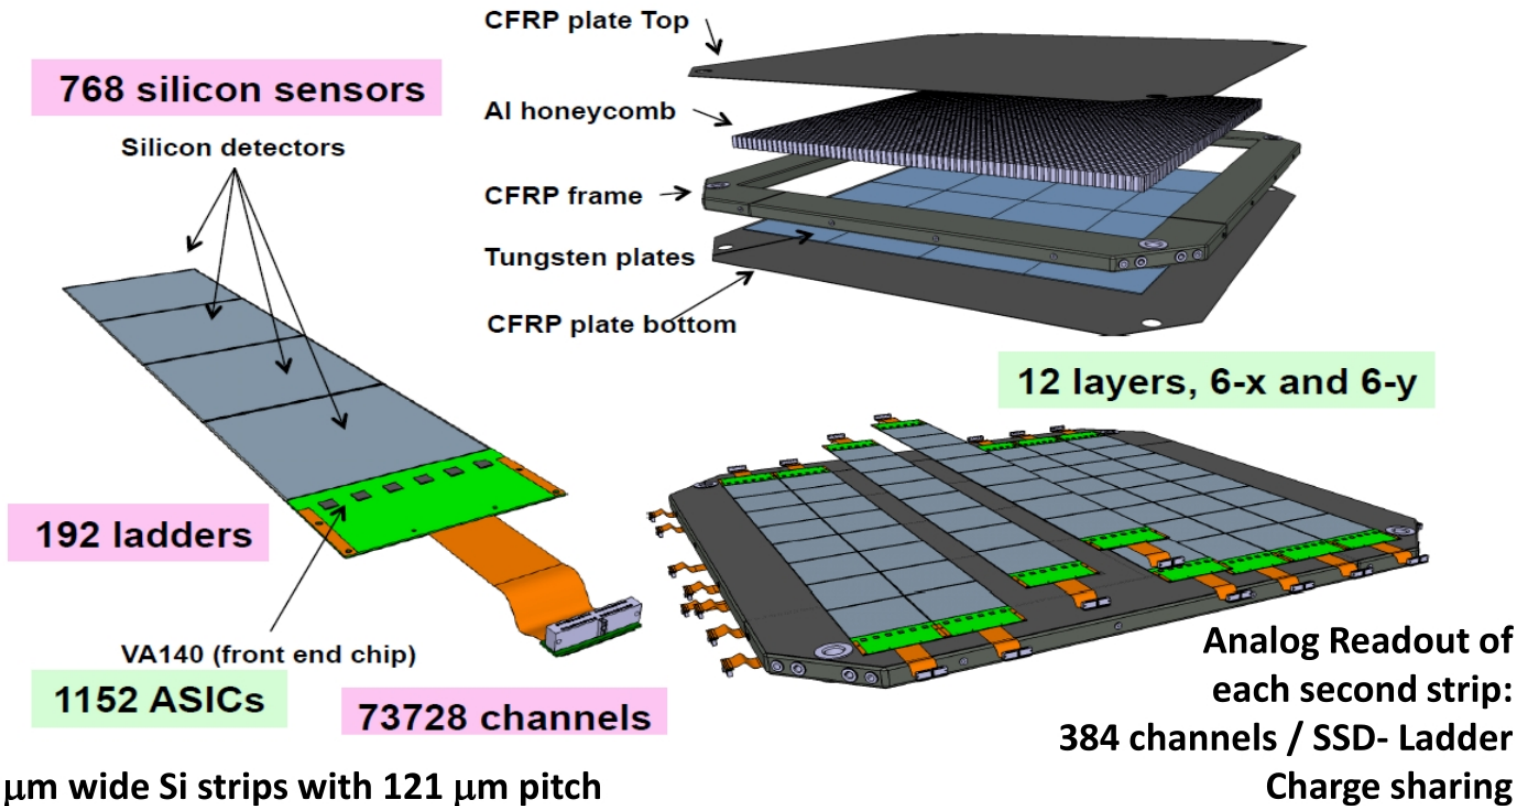 CFRP plate Top
768 silicon sensors
Al honeycomb
Silicon detectors
CFRP frame
Tungsten plates
CFRP plate bottom
12 layers, 6-x and 6-y
192 ladders
VA140 (front end chip)
1152 ASICs
73728 channels
Analog Readout of
each second strip:
384 channels / SSD- Ladder
Charge sharing
μm wide Si strips with 121 μm pitch